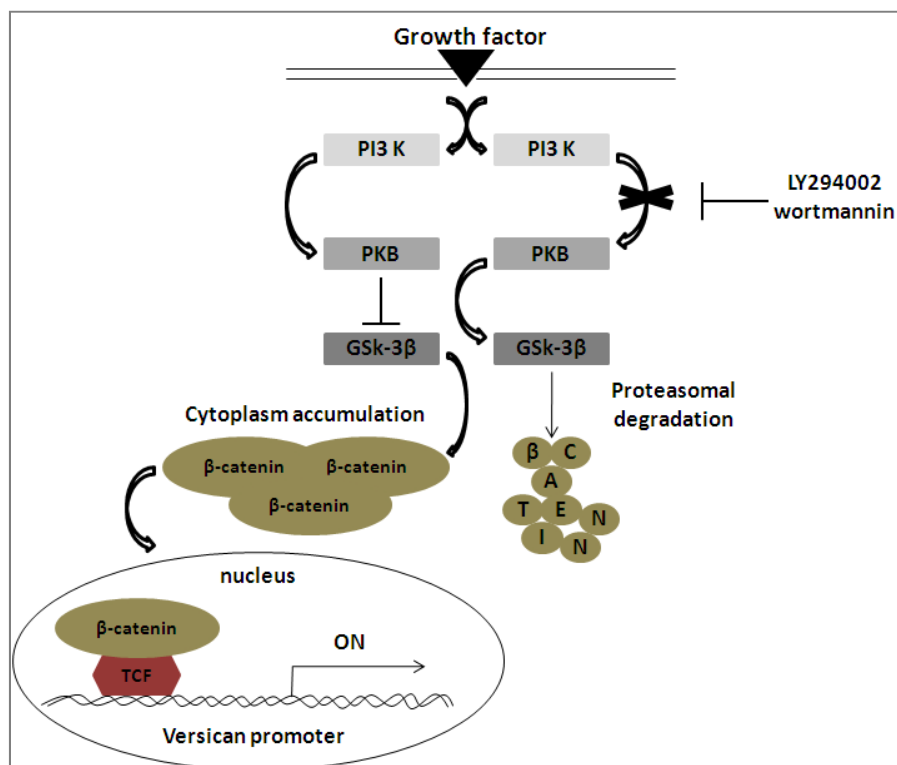 Growth factor
PI3 K
PI3 K
LY294002
wortmannin
PKB
PKB
GSk-3β
GSk-3β
Proteasomal
degradation
Cytoplasm accumulation
β-catenin
β-catenin
β-catenin
β C
A
T E N
I N
nucleus
β-catenin
ON
TCF
Versican promoter